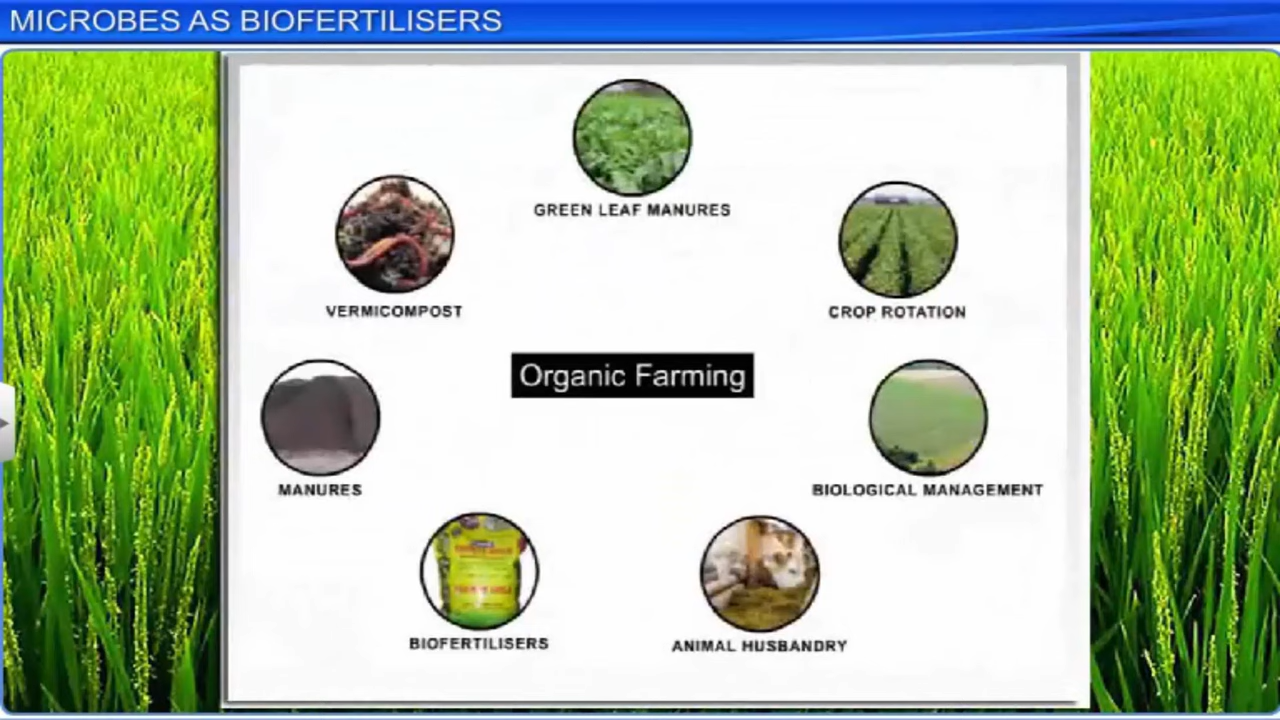 MICROBES AS BIOFERTILISERS
GREEN LEAF MANURES
VERMICOMPOST
CROP ROTATION
Organic Farming
MANURES
BIOLOGICAL MANAGEMENT
BIOFERTILISERS
ANIMAL HUSBANDRY